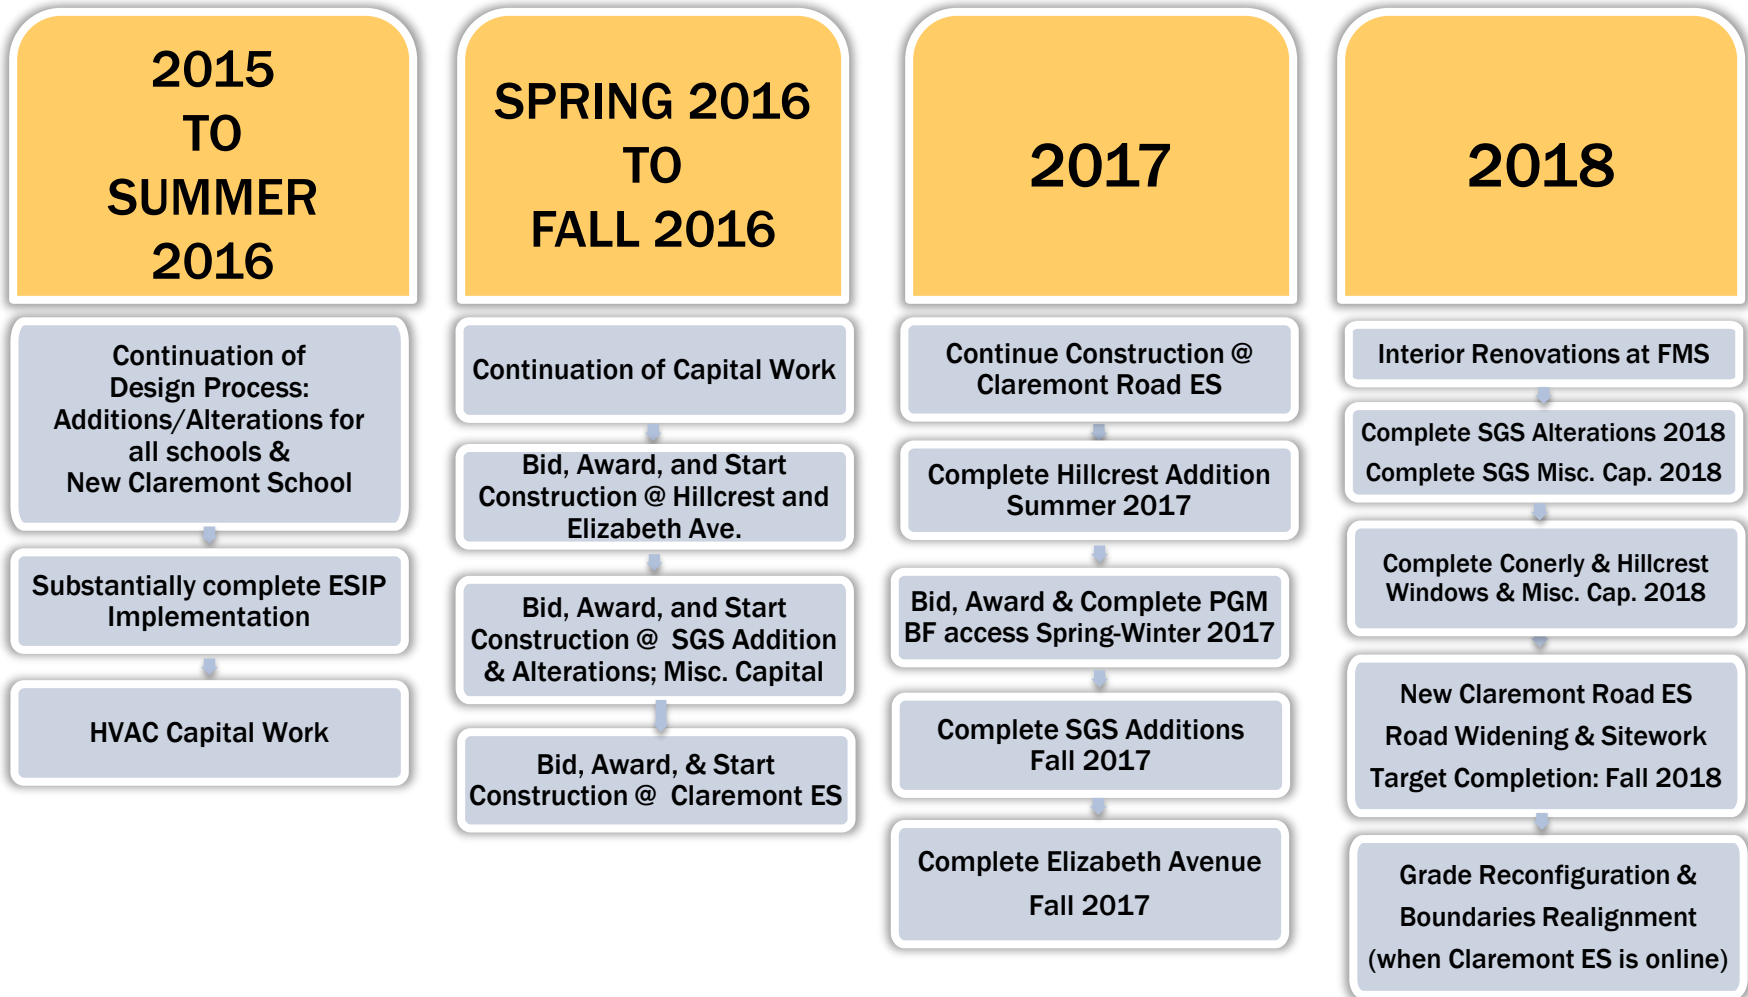 2015
TO
SUMMER
2016
Continuation of
Design Process:
Additions/Alterations for
all schools &
New Claremont School
Substantially complete ESIP
Implementation
HVAC Capital Work
SPRING 2016
TO
FALL 2016
Continuation of Capital Work
Bid, Award, and Start
Construction @ Hillcrest and
Elizabeth Ave.
Bid, Award, and Start
Construction @ SGS Addition
& Alterations; Misc. Capital
Bid, Award, & Start
Construction @ Claremont ES
2017
Continue Construction @
Claremont Road ES
Complete Hillcrest Addition
Summer 2017
Bid, Award & Complete PGM
BF access Spring-Winter 2017
Complete SGS Additions
Fall 2017
Complete Elizabeth Avenue
Fall 2017
2018
Interior Renovations at FMS
Complete SGS Alterations 2018
Complete SGS Misc. Cap. 2018
Complete Conerly & Hillcrest
Windows & Misc. Cap. 2018
New Claremont Road ES
Road Widening & Sitework
Target Completion: Fall 2018
Grade Reconfiguration &
Boundaries Realignment
(when Claremont ES is online)